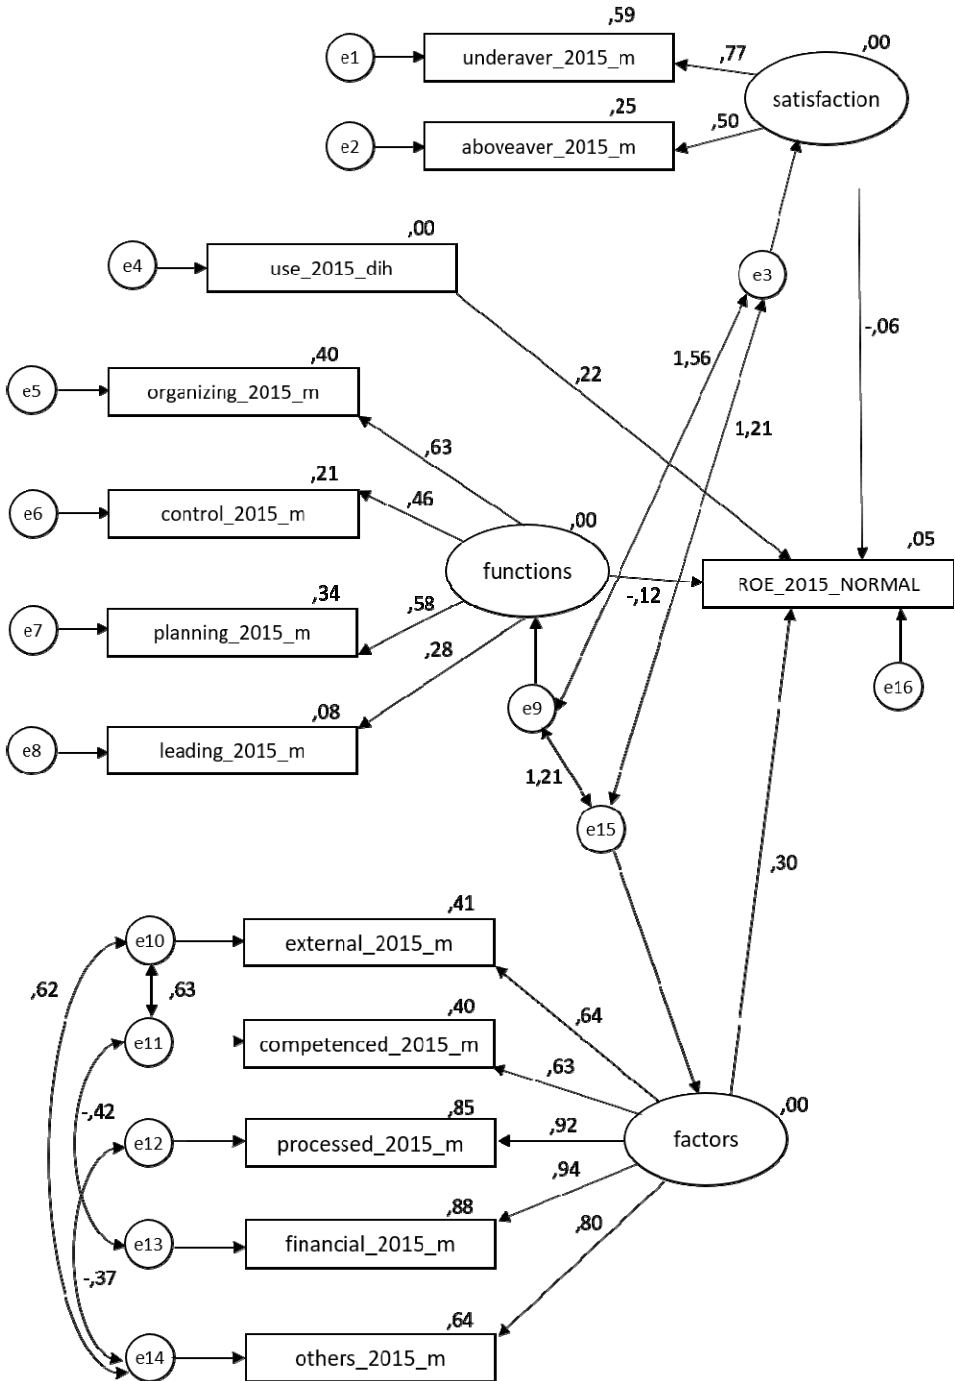 ,59
e1
underaver_2015_m
,77
,00
satisfaction
,25
e2
aboveaver_2015_m
,50
,00
e4
use_2015_dih
e3
-,06
,40
1,56
,22
e5
organizing_2015_m
1,21
,63
,21
,46
e6
control_2015_m
,00
,05
functions
ROE_2015_NORMAL
-,12
,34
,58
e7
planning_2015_m
,28
e16
,08
e9
e8
leading_2015_m
1,21
e15
,30
,41
e10
external_2015_m
,62
,63
,64
,40
e11
competenced_2015_m
,63
-,42
,85
,00
e12
processed_2015_m
,92
factors
,94
,88
e13
financial_2015_m
,80
-,37
,64
e14
others_2015_m